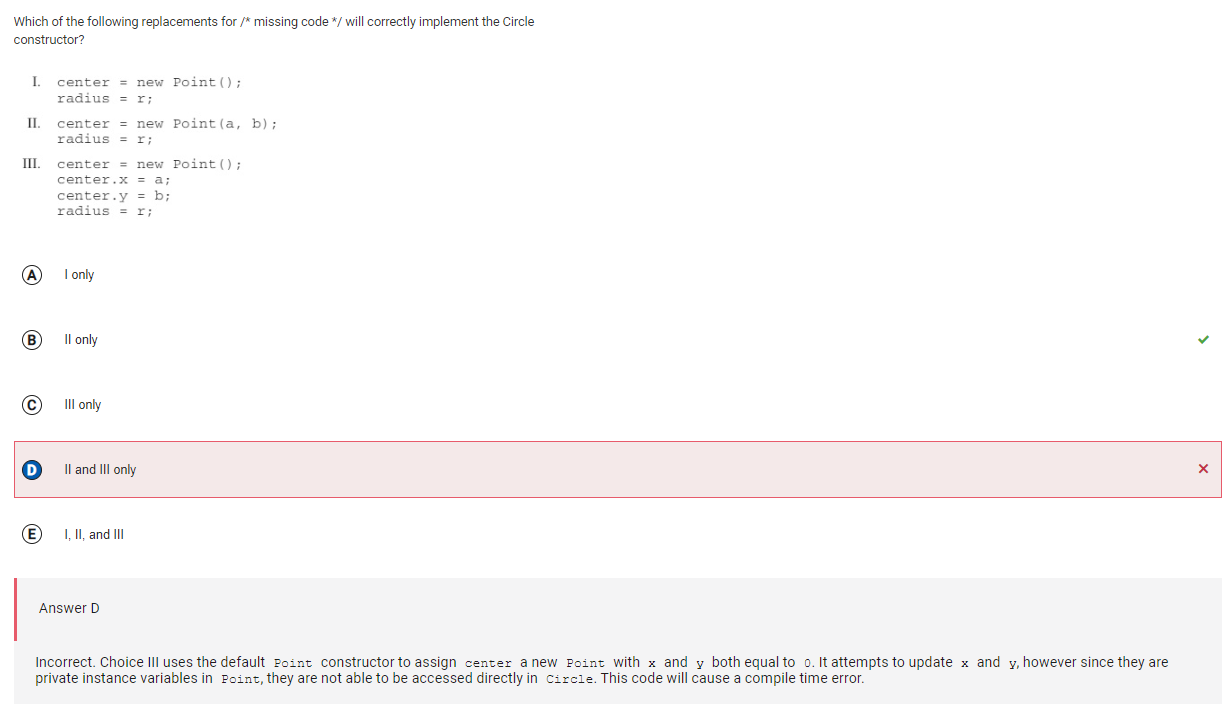 Which of the following replacements for /* missing code */ will correctly implement the Circle
constructor?
I. center = new Point();
radius = r;
II. center = new Point(a, b);
radius = r;
III. center = new Point();
center.x = a;
center.y = b;
radius = r;
A I only
B II only
C III only
D II and III only
E I, II, and III
Answer D
Incorrect. Choice III uses the default Point constructor to assign center a new Point with x and y both equal to 0. It attempts to update x and y, however since they are
private instance variables in Point, they are not able to be accessed directly in Circle. This code will cause a compile time error.